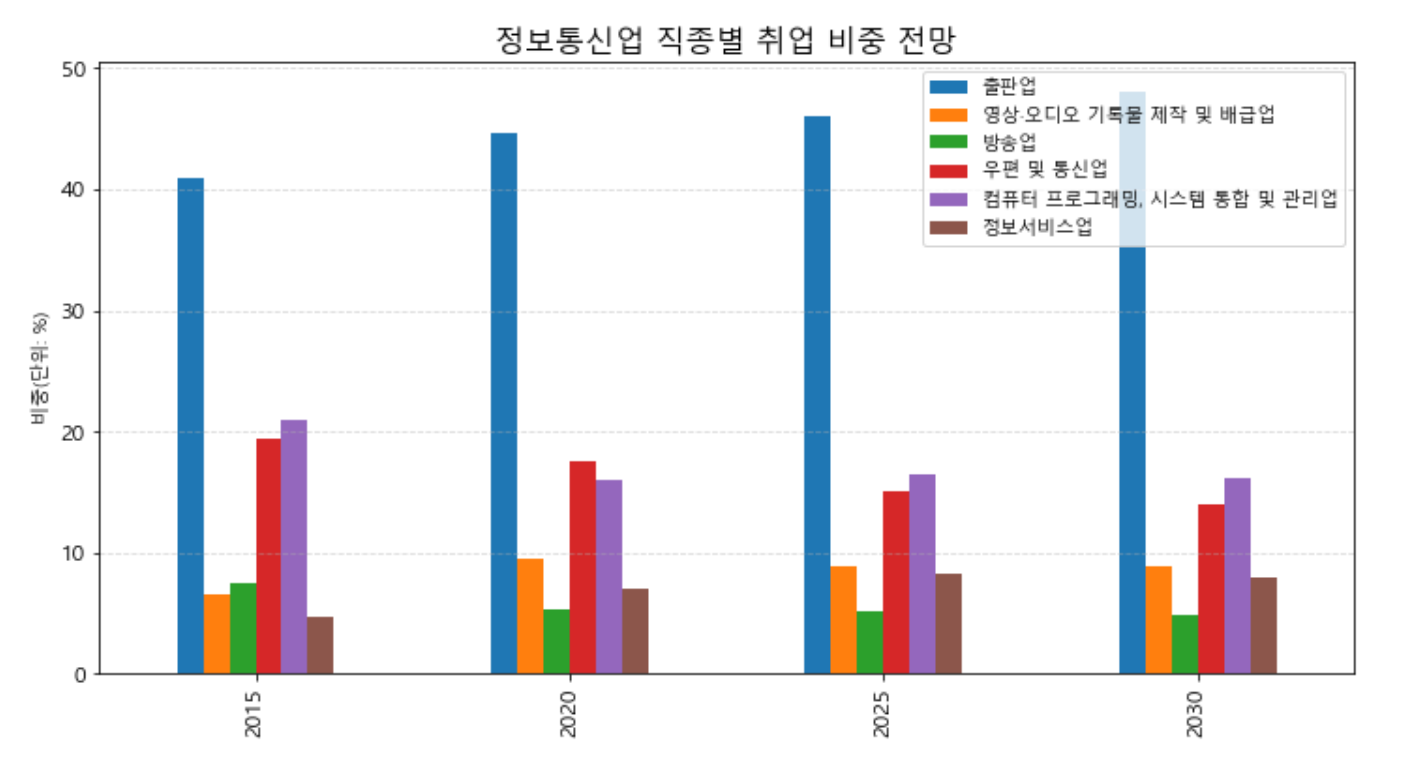 정보통신업 직종별 취업 비중 전망
50
40
30
20
10
0
비중(단위: %)
출판업
영상·오디오 기록물 제작 및 배급업
방송업
우편 및 통신업
컴퓨터 프로그래밍, 시스템 통합 및 관리업
정보서비스업
2015
2020
2025
2030